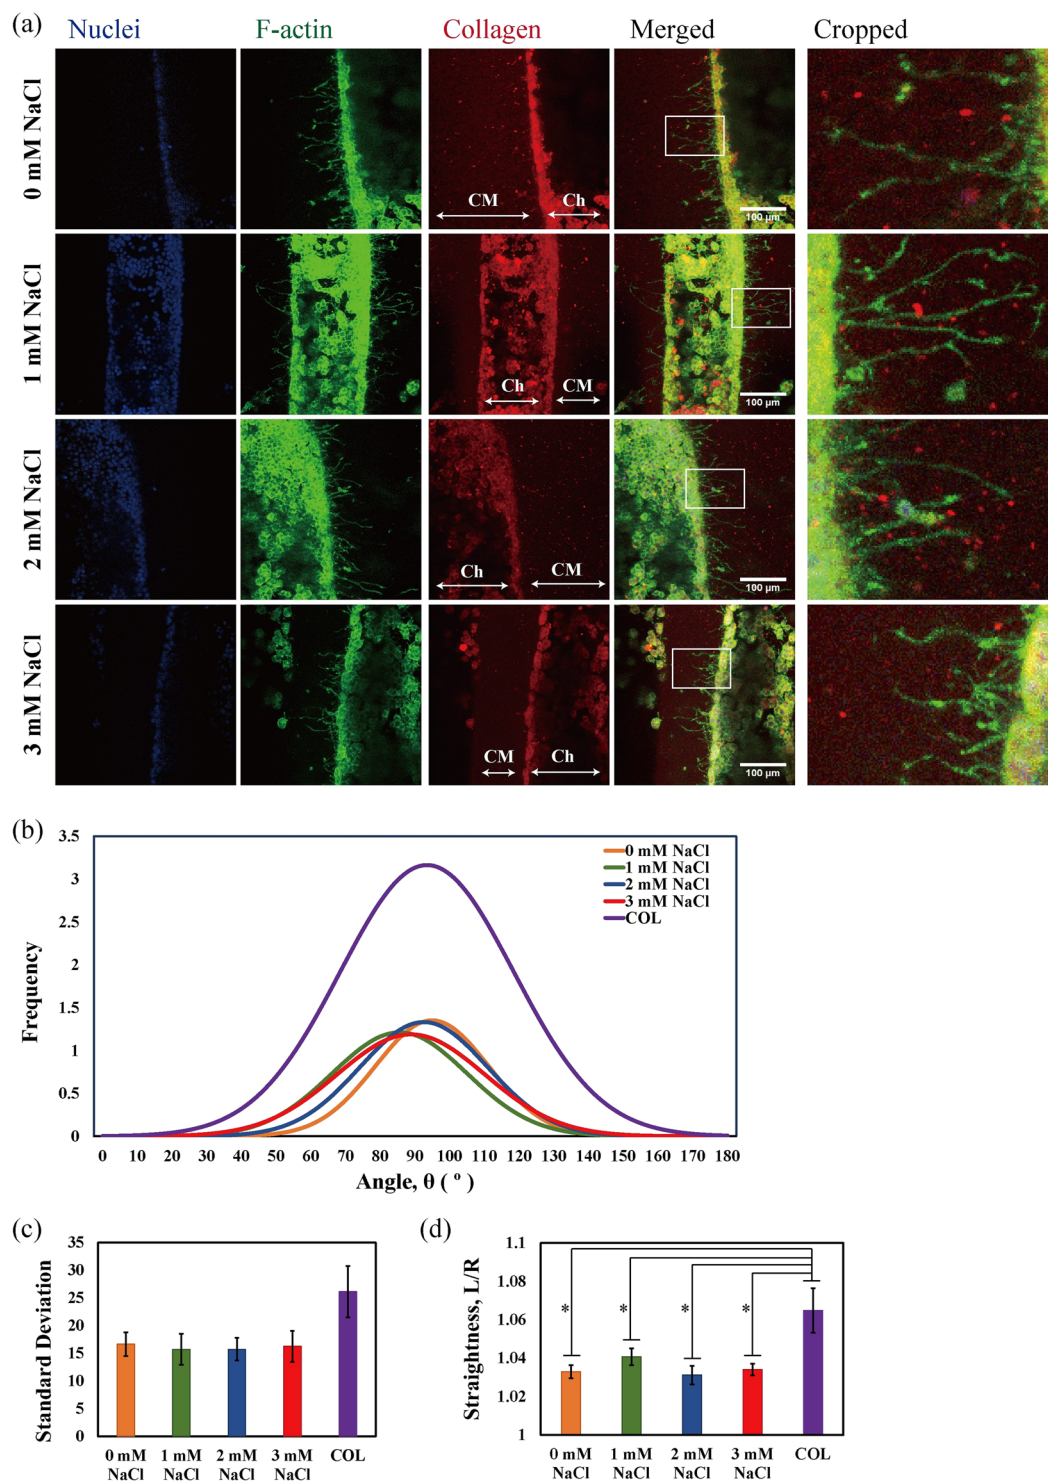 (a) Nuclei F-actin Collagen Merged Cropped
0 mM NaCl
CM Ch
100 µm
1 mM NaCl
Ch CM
100 µm
2 mM NaCl
Ch CM
100 µm
3 mM NaCl
CM Ch
100 µm
(b)
Frequency
3.5
3
2.5
2
1.5
1
0.5
0
0 mM NaCl
1 mM NaCl
2 mM NaCl
3 mM NaCl
COL
0 10 20 30 40 50 60 70 80 90 100 110 120 130 140 150 160 170 180
Angle, θ ( º )
(c)
Standard Deviation
35
30
25
20
15
10
5
0
0 mM 1 mM 2 mM 3 mM COL
NaCl NaCl NaCl NaCl
(d)
Straightness, L/R
1.1
1.08
1.06
1.04
1.02
1
* * * *
0 mM 1 mM 2 mM 3 mM COL
NaCl NaCl NaCl NaCl